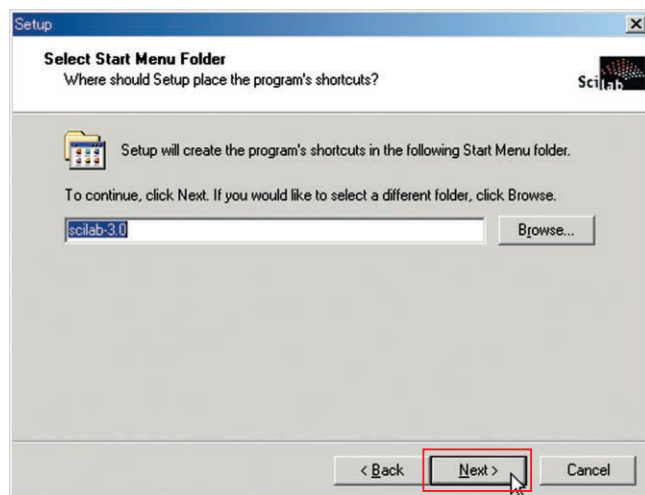 Setup
Select Start Menu Folder
Where should Setup place the program's shortcuts?
Scilab
Setup will create the program's shortcuts in the following Start Menu folder.
To continue, click Next. If you would like to select a different folder, click Browse.
scilab-3.0
Browse...
< Back
Next >
Cancel